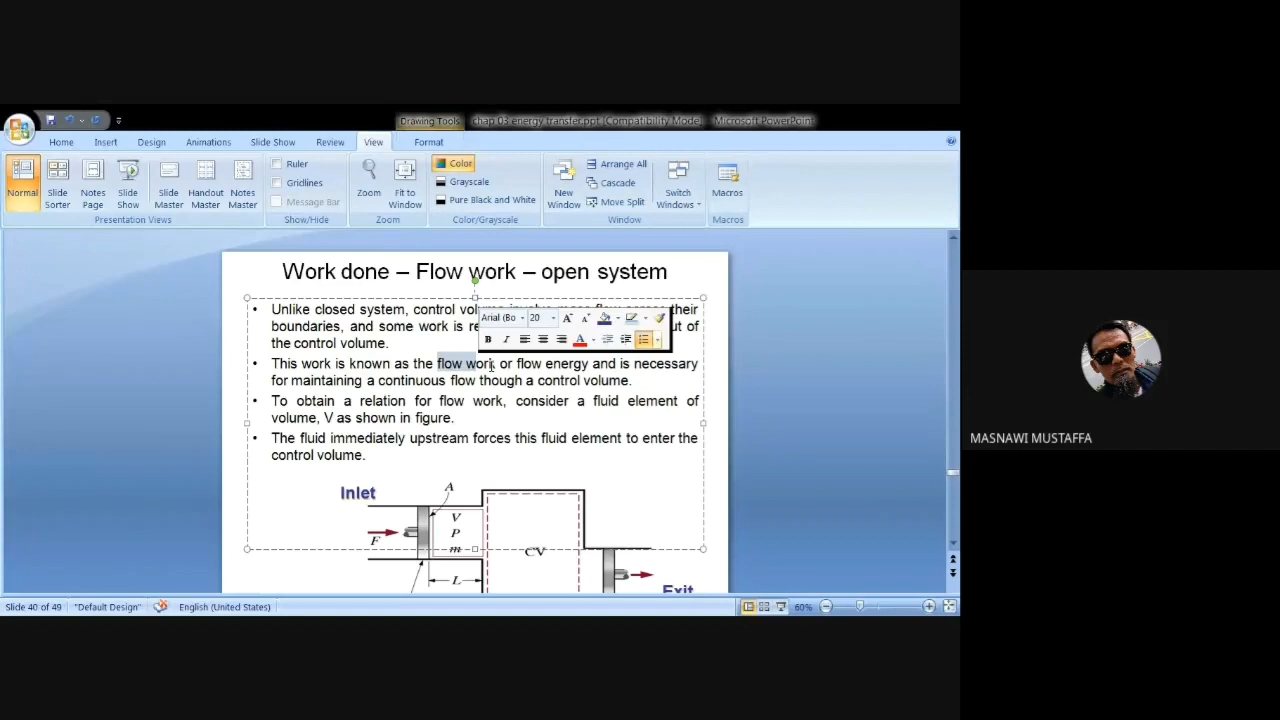 Drawing Tools chap 03 energy transfer.ppt [Compatibility Mode] - Microsoft PowerPoint
Home Insert Design Animations Slide Show Review View Format
Normal Slide Sorter Notes Page Slide Show Slide Master Handout Master Notes Master
Presentation Views
Ruler
Gridlines
Message Bar
Show/Hide
Zoom Fit to Window
Zoom
Color
Grayscale
Pure Black and White
Color/Grayscale
New Window
Arrange All
Cascade
Move Split
Switch Windows
Window
Macros
Macros
Work done – Flow work – open system
• Unlike closed system, control their
boundaries, and some work is out of
the control volume.
Arial (Bo 20 A A
B I A
• This work is known as the flow work or flow energy and is necessary
for maintaining a continuous flow though a control volume.
• To obtain a relation for flow work, consider a fluid element of
volume, V as shown in figure.
• The fluid immediately upstream forces this fluid element to enter the
control volume.
Inlet
A
V
P
m
F
CV
L
Exit
MASNAWI MUSTAFFA
Slide 40 of 49 "Default Design" English (United States) 60%